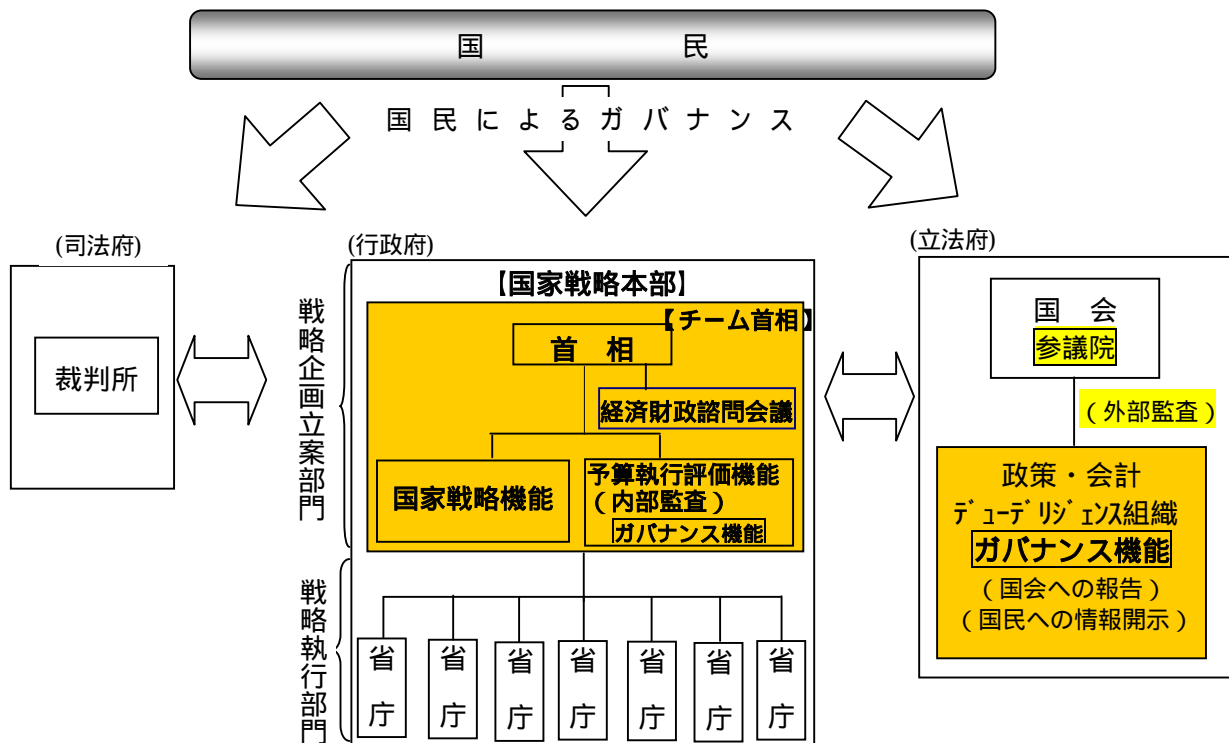 国　　民
国民によるガバナンス
(司法府)
裁判所
(行政府)
戦略企画立案部門
【国家戦略本部】
【チーム首相】
首　相
経済財政諮問会議
国家戦略機能
予算執行評価機能
（内部監査）
ガバナンス機能
戦略執行部門
省庁
省庁
省庁
省庁
省庁
省庁
省庁
(立法府)
国　会
参議院
（外部監査）
政策・会計
ﾃﾞｭｰﾃﾞﾘｼﾞｪﾝｽ組織
ガバナンス機能
（国会への報告）
（国民への情報開示）